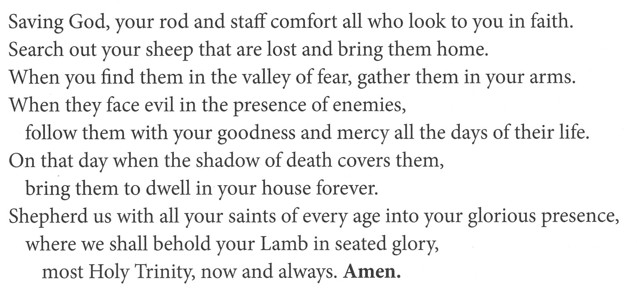 Saving God, your rod and staff comfort all who look to you in faith.
Search out your sheep that are lost and bring them home.
When you find them in the valley of fear, gather them in your arms.
When they face evil in the presence of enemies,
follow them with your goodness and mercy all the days of their life.
On that day when the shadow of death covers them,
bring them to dwell in your house forever.
Shepherd us with all your saints of every age into your glorious presence,
where we shall behold your Lamb in seated glory,
most Holy Trinity, now and always. Amen.